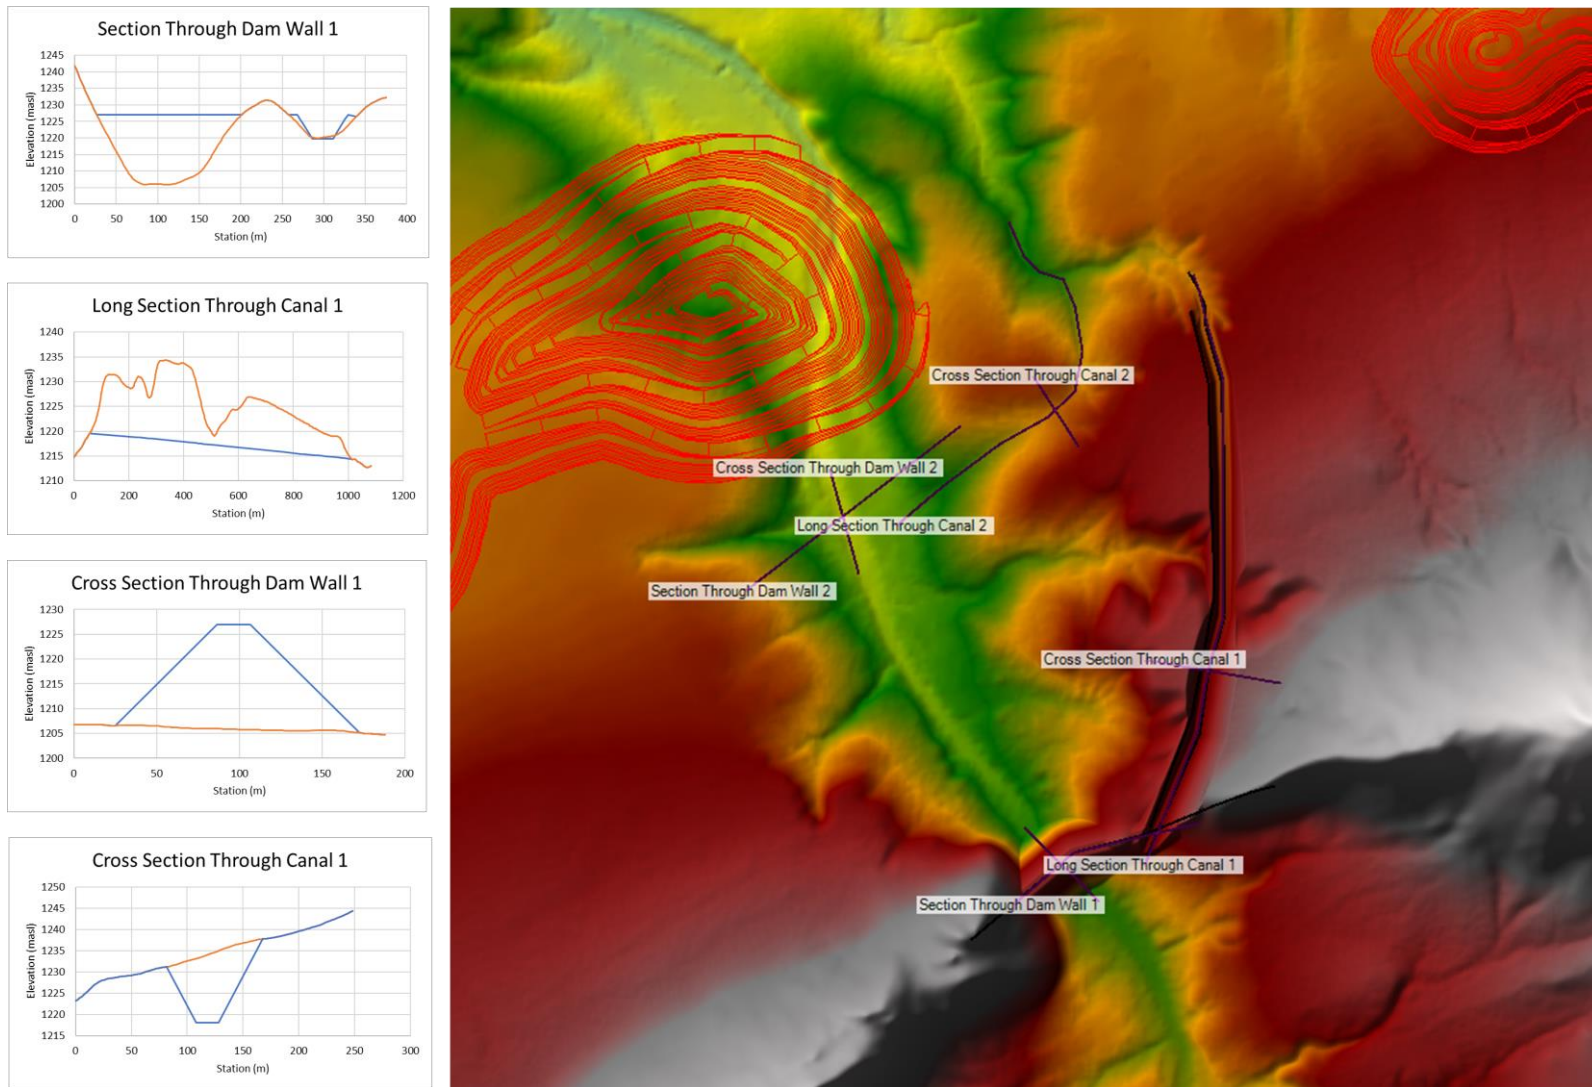 Section Through Dam Wall 1
Elevation (masl)
1245
1240
1235
1230
1225
1220
1215
1210
1205
1200
0 50 100 150 200 250 300 350 400
Station (m)
Long Section Through Canal 1
Elevation (masl)
1240
1235
1230
1225
1220
1215
1210
0 200 400 600 800 1000 1200
Station (m)
Cross Section Through Dam Wall 1
Elevation (masl)
1230
1225
1220
1215
1210
1205
1200
0 50 100 150 200
Station (m)
Cross Section Through Canal 1
Elevation (masl)
1250
1245
1240
1235
1230
1225
1220
1215
0 50 100 150 200 250 300
Station (m)
Cross Section Through Canal 2
Cross Section Through Dam Wall 2
Long Section Through Canal 2
Section Through Dam Wall 2
Cross Section Through Canal 1
Long Section Through Canal 1
Section Through Dam Wall 1